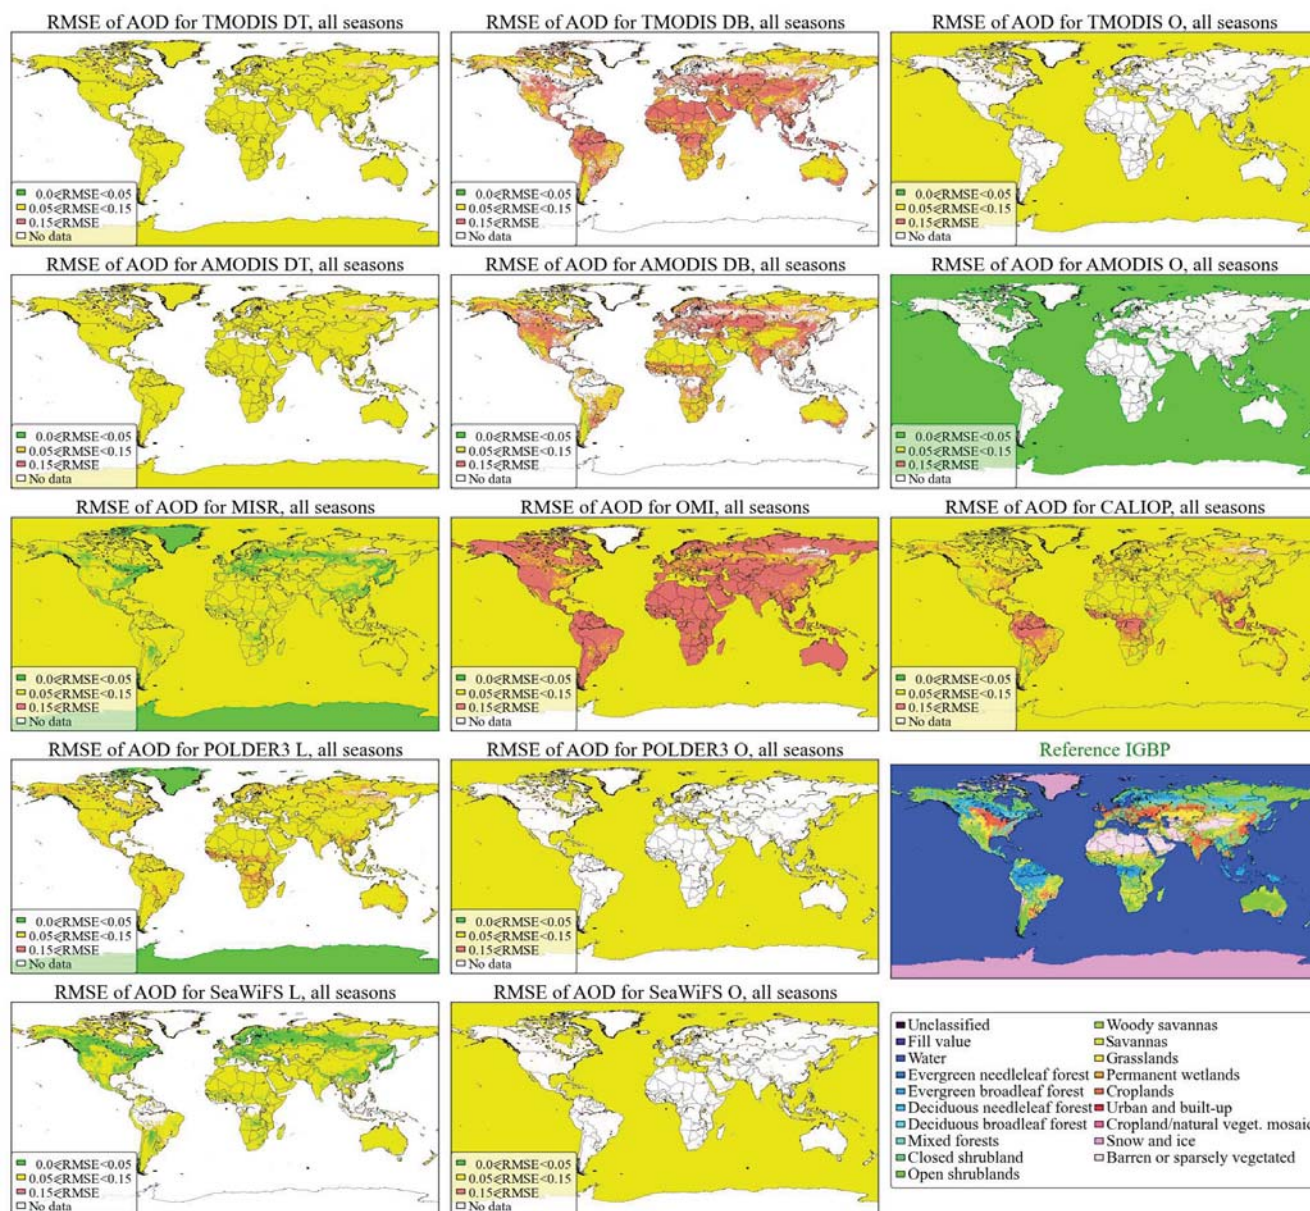 RMSE of AOD for TMODIS DT, all seasons
0.0⩽RMSE<0.05
0.05⩽RMSE<0.15
0.15⩽RMSE
No data
RMSE of AOD for TMODIS DB, all seasons
0.0⩽RMSE<0.05
0.05⩽RMSE<0.15
0.15⩽RMSE
No data
RMSE of AOD for TMODIS O, all seasons
0.0⩽RMSE<0.05
0.05⩽RMSE<0.15
0.15⩽RMSE
No data
RMSE of AOD for AMODIS DT, all seasons
0.0⩽RMSE<0.05
0.05⩽RMSE<0.15
0.15⩽RMSE
No data
RMSE of AOD for AMODIS DB, all seasons
0.0⩽RMSE<0.05
0.05⩽RMSE<0.15
0.15⩽RMSE
No data
RMSE of AOD for AMODIS O, all seasons
0.0⩽RMSE<0.05
0.05⩽RMSE<0.15
0.15⩽RMSE
No data
RMSE of AOD for MISR, all seasons
0.0⩽RMSE<0.05
0.05⩽RMSE<0.15
0.15⩽RMSE
No data
RMSE of AOD for OMI, all seasons
0.0⩽RMSE<0.05
0.05⩽RMSE<0.15
0.15⩽RMSE
No data
RMSE of AOD for CALIOP, all seasons
0.0⩽RMSE<0.05
0.05⩽RMSE<0.15
0.15⩽RMSE
No data
RMSE of AOD for POLDER3 L, all seasons
0.0⩽RMSE<0.05
0.05⩽RMSE<0.15
0.15⩽RMSE
No data
RMSE of AOD for POLDER3 O, all seasons
0.0⩽RMSE<0.05
0.05⩽RMSE<0.15
0.15⩽RMSE
No data
Reference IGBP
RMSE of AOD for SeaWiFS L, all seasons
0.0⩽RMSE<0.05
0.05⩽RMSE<0.15
0.15⩽RMSE
No data
RMSE of AOD for SeaWiFS O, all seasons
0.0⩽RMSE<0.05
0.05⩽RMSE<0.15
0.15⩽RMSE
No data
Unclassified
Fill value
Water
Evergreen needleleaf forest
Evergreen broadleaf forest
Deciduous needleleaf forest
Deciduous broadleaf forest
Mixed forests
Closed shrubland
Open shrublands
Woody savannas
Savannas
Grasslands
Permanent wetlands
Croplands
Urban and built-up
Cropland/natural veget. mosaic
Snow and ice
Barren or sparsely vegetated